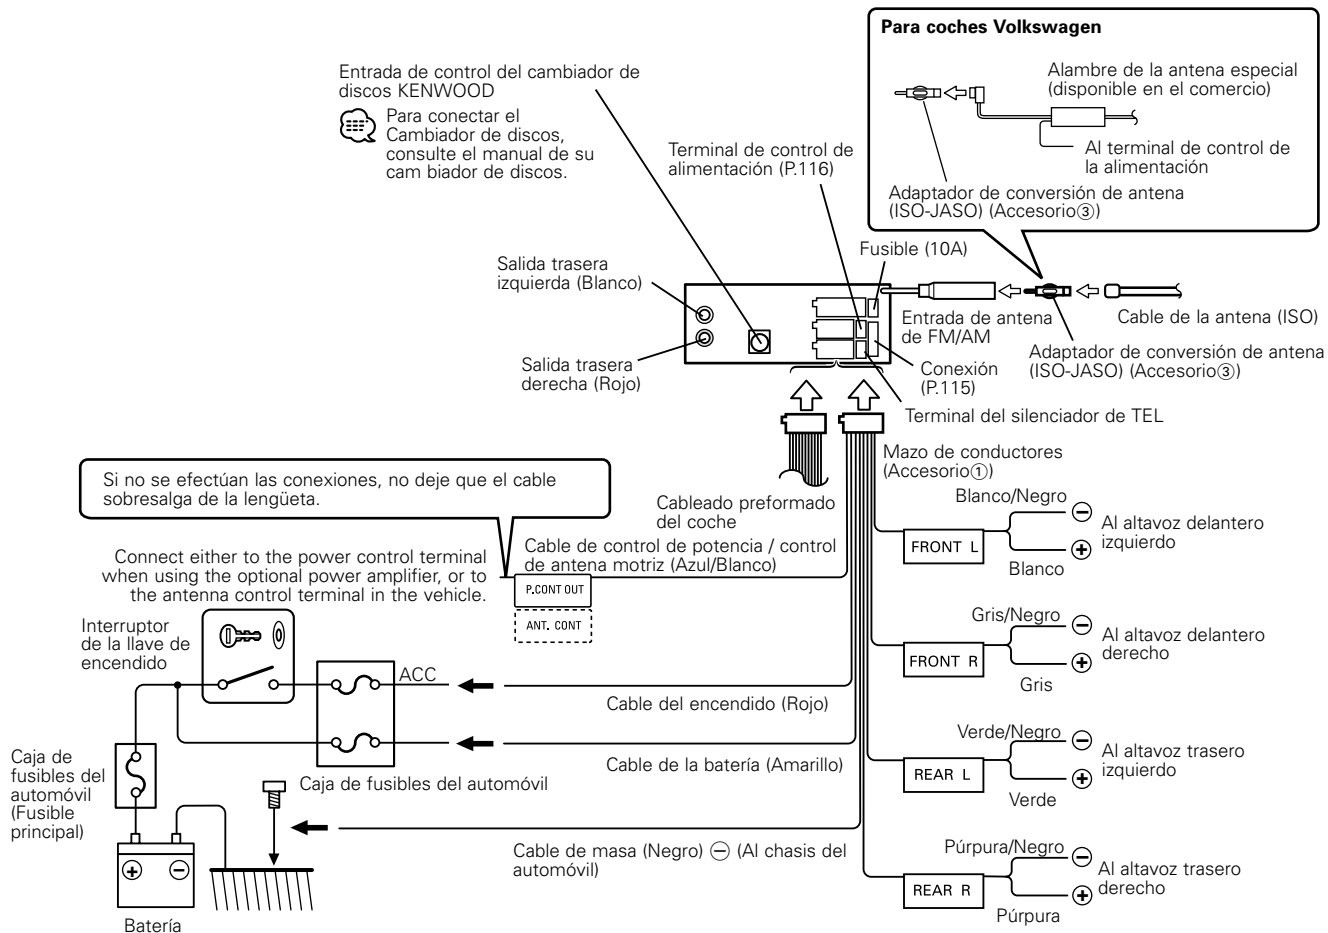 Para coches Volkswagen
Alambre de la antena especial
(disponible en el comercio)
Al terminal de control de
la alimentación
Adaptador de conversión de antena
(ISO-JASO) (Accesorio③)
Entrada de control del cambiador de
discos KENWOOD
Para conectar el
Cambiador de discos,
consulte el manual de su
cam biador de discos.
Terminal de control de
alimentación (P.116)
Fusible (10A)
Salida trasera
izquierda (Blanco)
Salida trasera
derecha (Rojo)
Entrada de antena
de FM/AM
Cable de la antena (ISO)
Adaptador de conversión de antena
(ISO-JASO) (Accesorio③)
Conexión
(P.115)
Terminal del silenciador de TEL
Mazo de conductores
(Accesorio①)
Cableado preformado
del coche
Si no se efectúan las conexiones, no deje que el cable
sobresalga de la lengüeta.
Connect either to the power control terminal
when using the optional power amplifier, or to
the antenna control terminal in the vehicle.
Cable de control de potencia / control
de antena motriz (Azul/Blanco)
P.CONT OUT
ANT. CONT
Blanco/Negro
⊖
FRONT L
⊕
Blanco
Al altavoz delantero
izquierdo
Gris/Negro
⊖
FRONT R
⊕
Gris
Al altavoz delantero
derecho
Verde/Negro
⊖
REAR L
⊕
Verde
Al altavoz trasero
izquierdo
Púrpura/Negro
⊖
REAR R
⊕
Púrpura
Al altavoz trasero
derecho
Interruptor
de la llave de
encendido
ACC
Cable del encendido (Rojo)
Cable de la batería (Amarillo)
Caja de fusibles del automóvil
Caja de
fusibles del
automóvil
(Fusible
principal)
Cable de masa (Negro) ⊖ (Al chasis del
automóvil)
⊕ ⊖
Batería